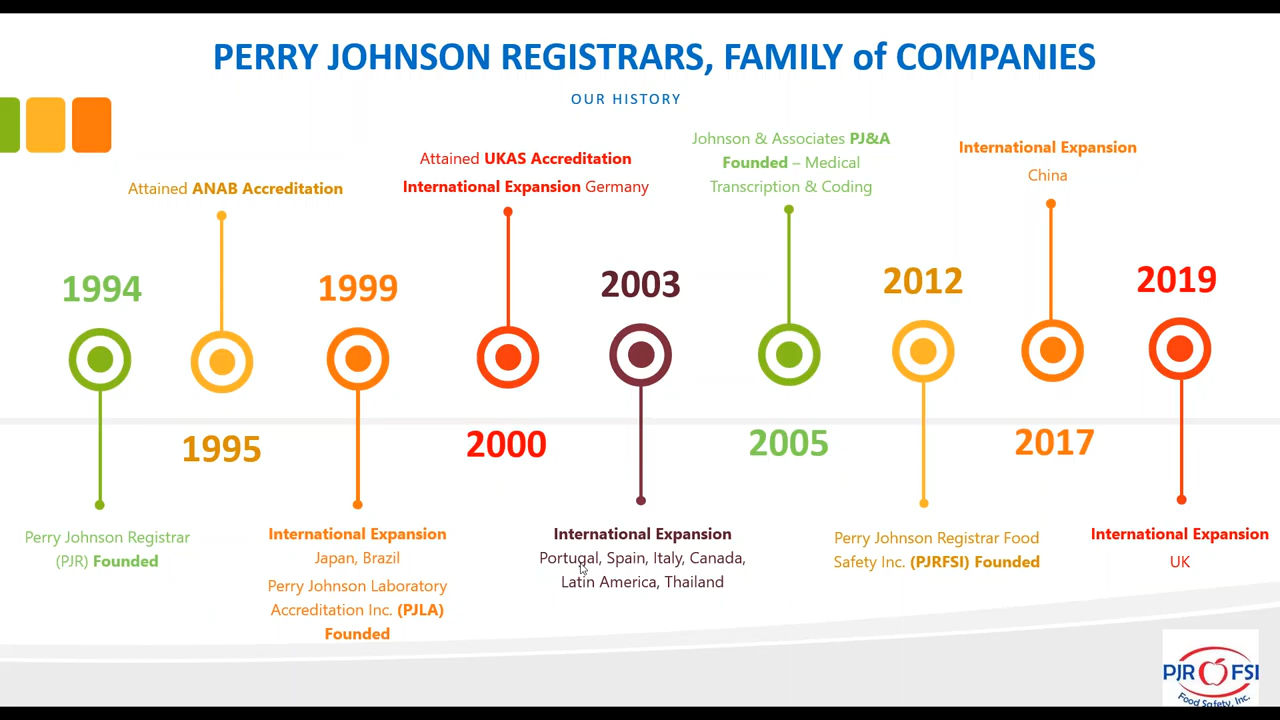 PERRY JOHNSON REGISTRARS, FAMILY of COMPANIES
OUR HISTORY
Attained ANAB Accreditation
Attained UKAS Accreditation
International Expansion Germany
Johnson & Associates PJ&A
Founded – Medical
Transcription & Coding
International Expansion
China
1994
1999
2003
2012
2019
1995
2000
2005
2017
Perry Johnson Registrar
(PJR) Founded
International Expansion
Japan, Brazil
Perry Johnson Laboratory
Accreditation Inc. (PJLA)
Founded
International Expansion
Portugal, Spain, Italy, Canada,
Latin America, Thailand
Perry Johnson Registrar Food
Safety Inc. (PJRFSI) Founded
International Expansion
UK
PJR FSI
Food Safety, Inc.